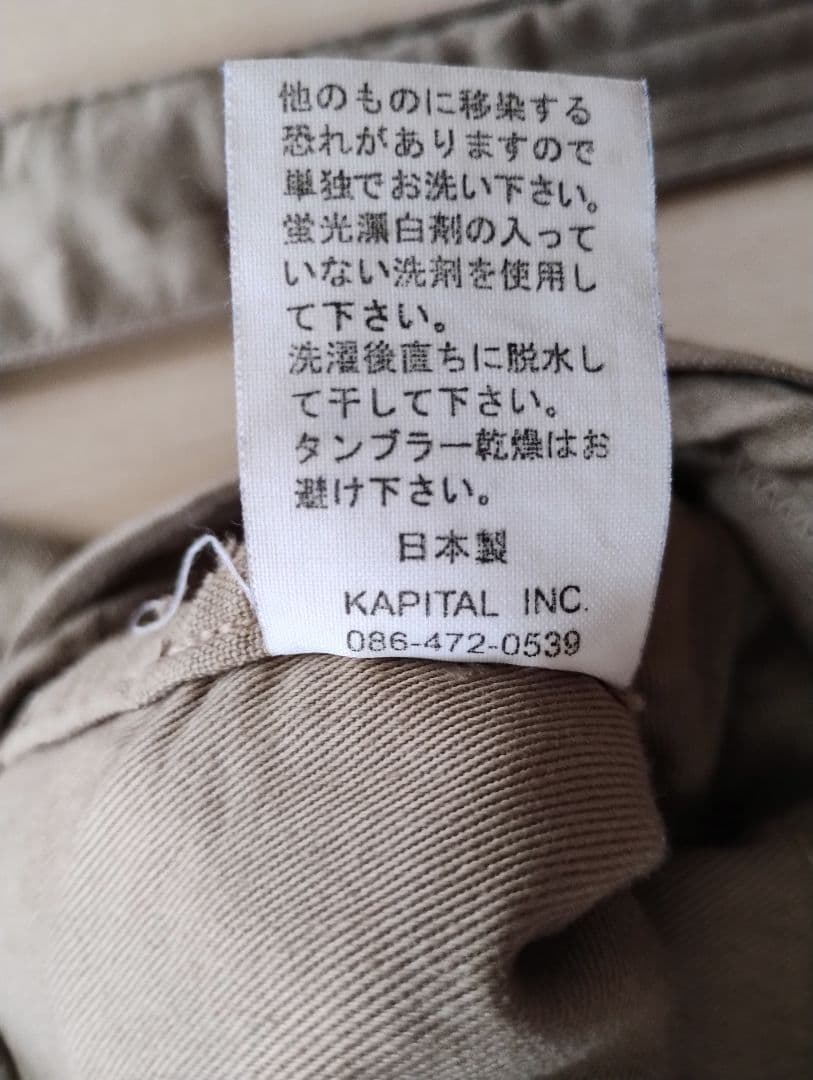 他のものに移染する
恐れがありますので
単独でお洗い下さい。
蛍光漂白剤の入って
いない洗剤を使用し
て下さい。
洗濯後直ちに脱水し
て干して下さい。
タンブラー乾燥はお
避け下さい。
日本製
KAPITAL INC.
086-472-0539